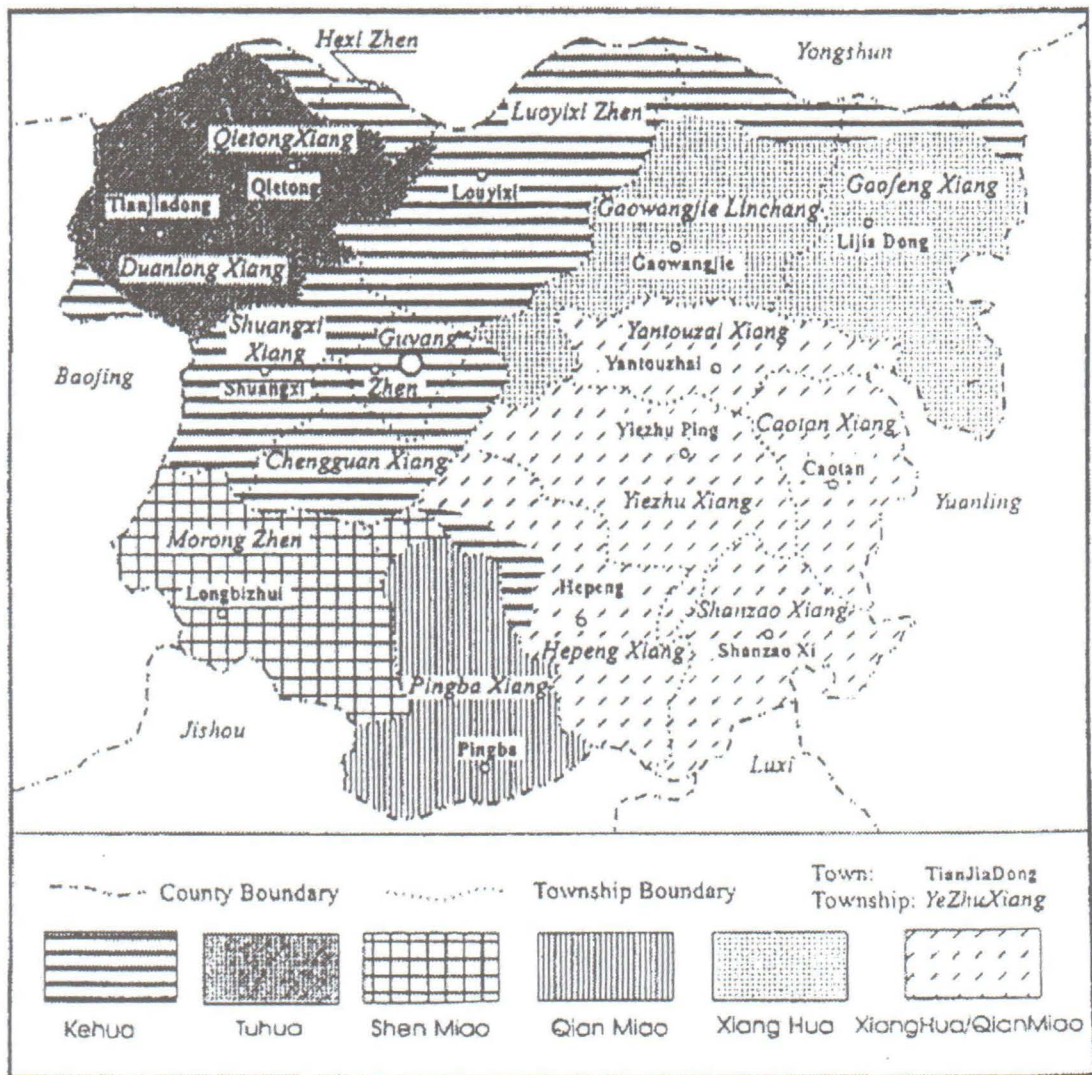 Hexi Zhen
Yongshun
Luoyixi Zhen
QietongXiang
Qietong
Louyixi
Gaofeng Xiang
Tianjiadong
Gaowangjie Linchang
Lijia Dong
Gaowangjie
Duanlong Xiang
Shuangxi
Xiang
Guyang
Zhen
Yantouzai Xiang
Baojing
Shuangxi
Yantouzhai
Yiezhu Ping
Caotan Xiang
Chengguan Xiang
Caotan
Yiezhu Xiang
Yuanling
Morong Zhen
Longbizhui
Hepeng
Shanzao Xiang
Hepeng Xiang
Shanzao Xi
Pingba Xiang
Jishou
Pingba
Luxi
County Boundary
Township Boundary
Town: TianJiaDong
Township: YeZhuXiang
Kehua
Tuhua
Shen Miao
Qian Miao
Xiang Hua
XiangHua/QianMiao